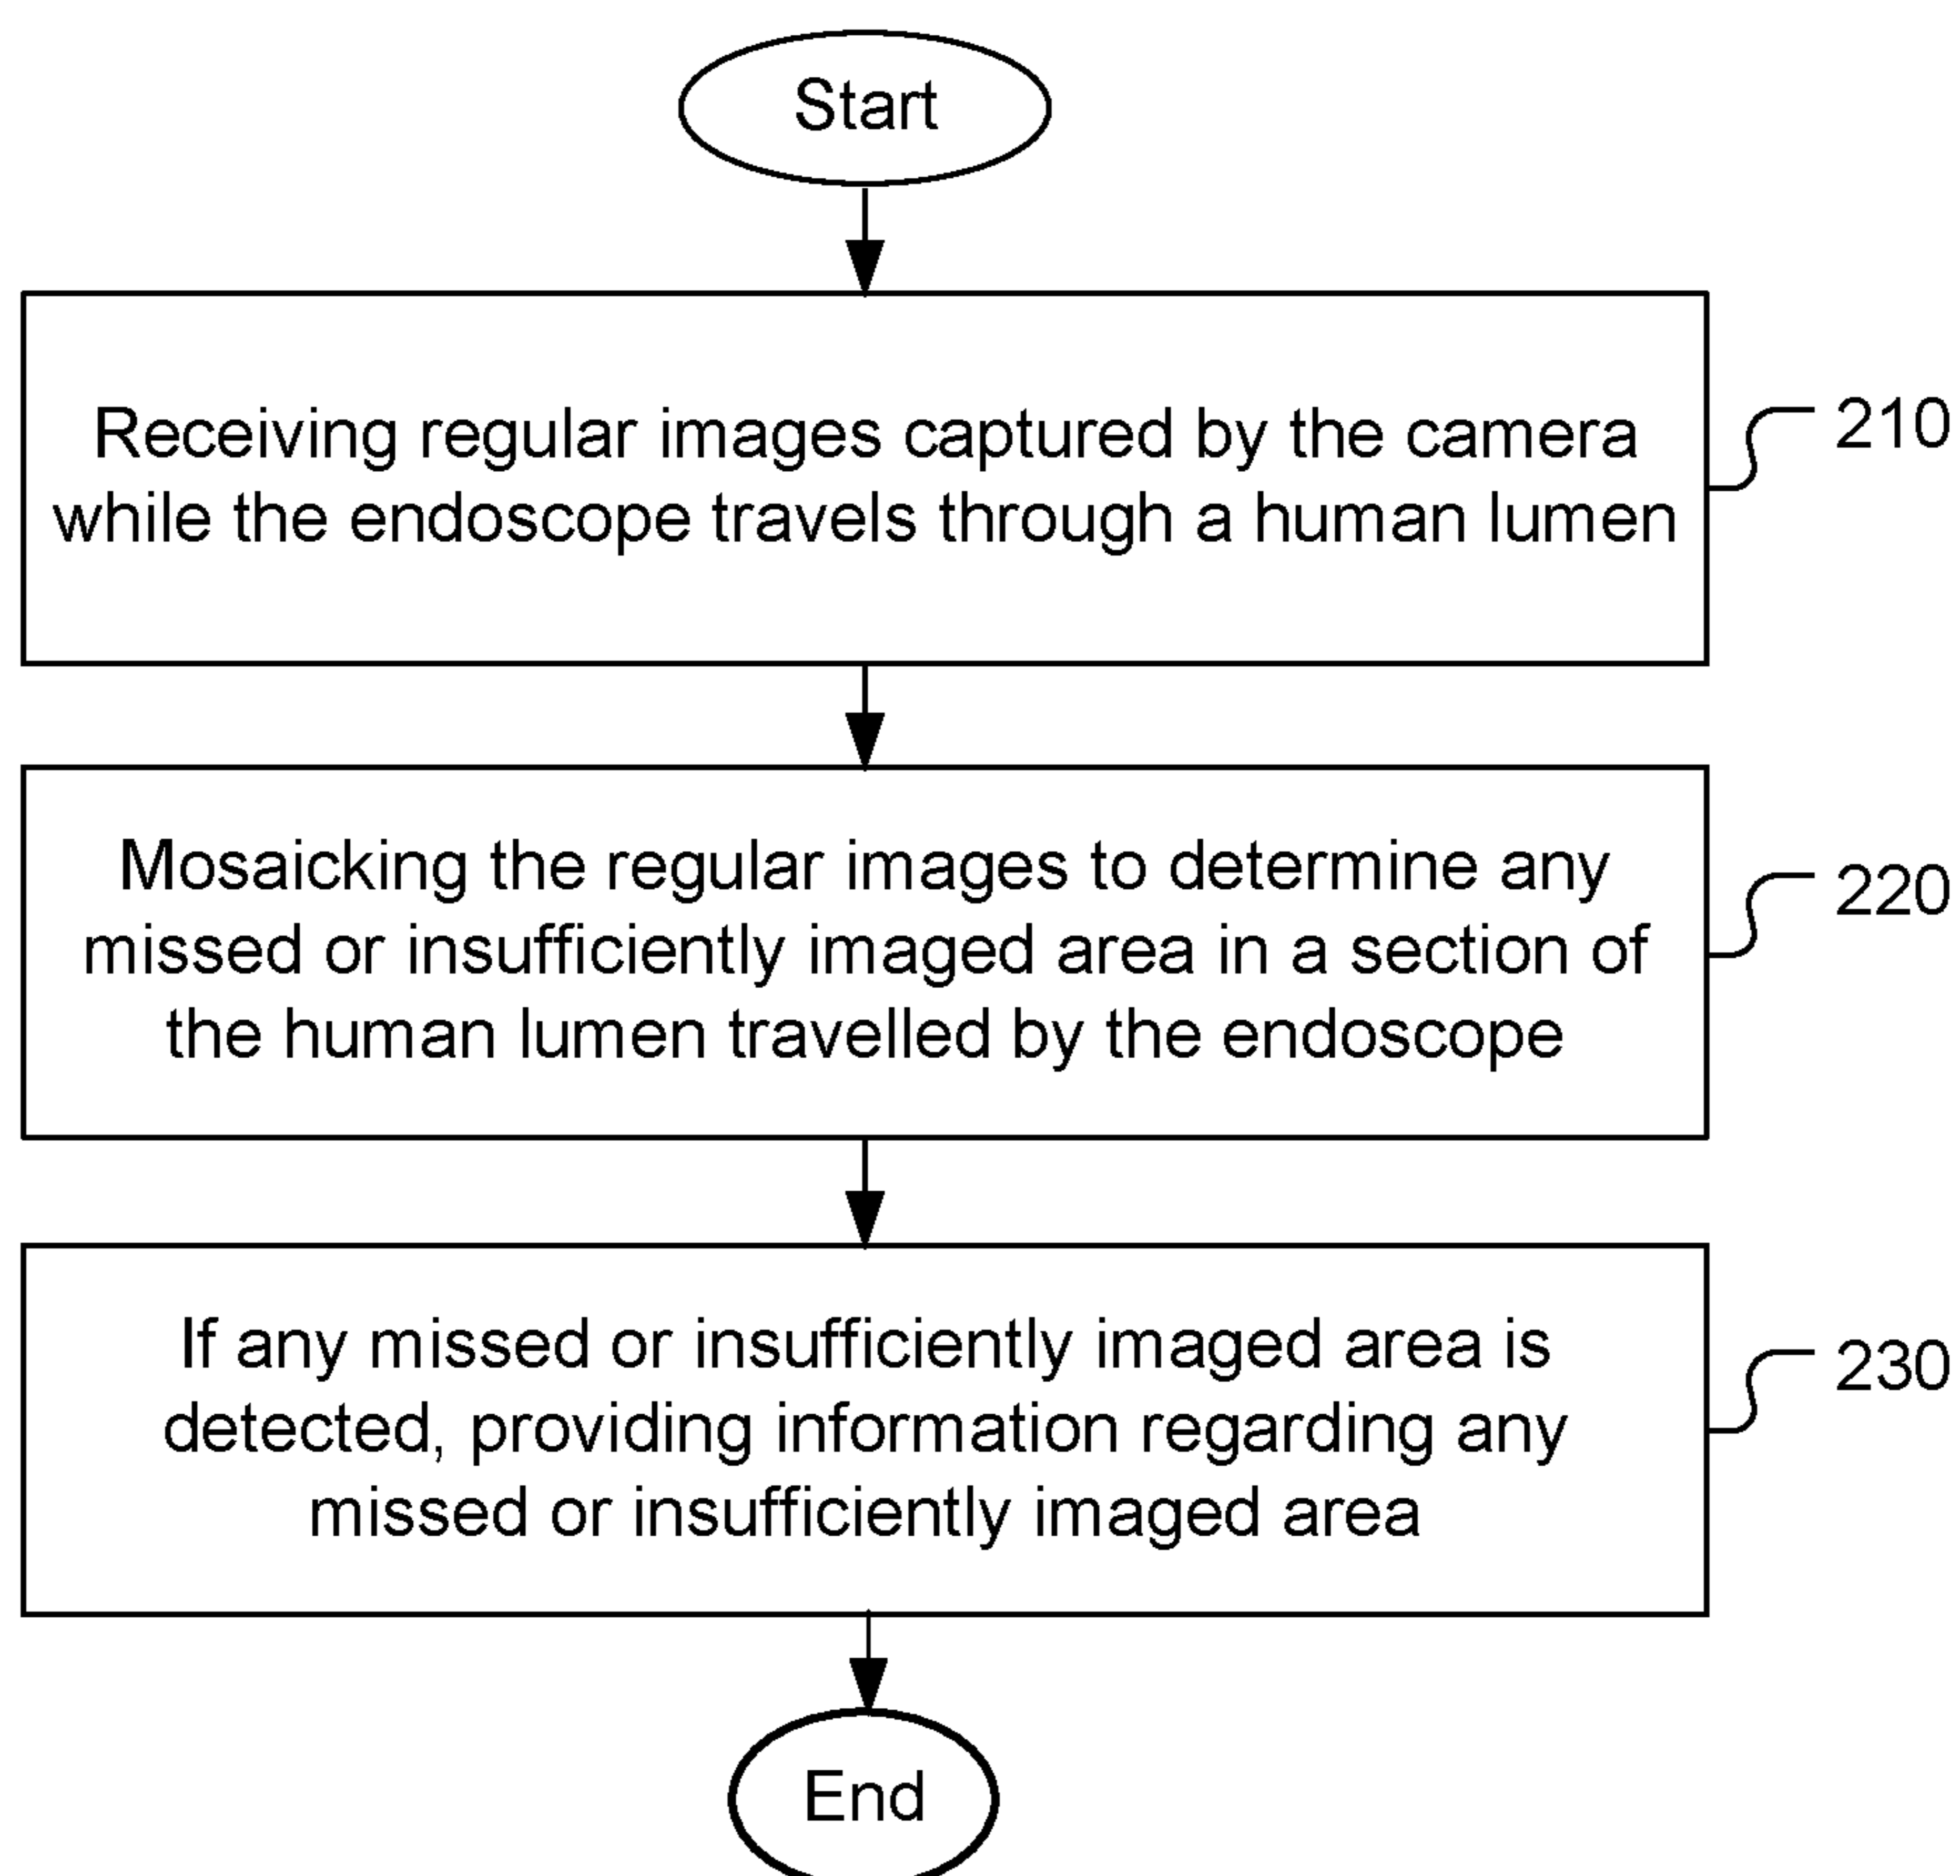 Start
Receiving regular images captured by the camera
while the endoscope travels through a human lumen
210
Mosaicking the regular images to determine any
missed or insufficiently imaged area in a section of
the human lumen travelled by the endoscope
220
If any missed or insufficiently imaged area is
detected, providing information regarding any
missed or insufficiently imaged area
230
End